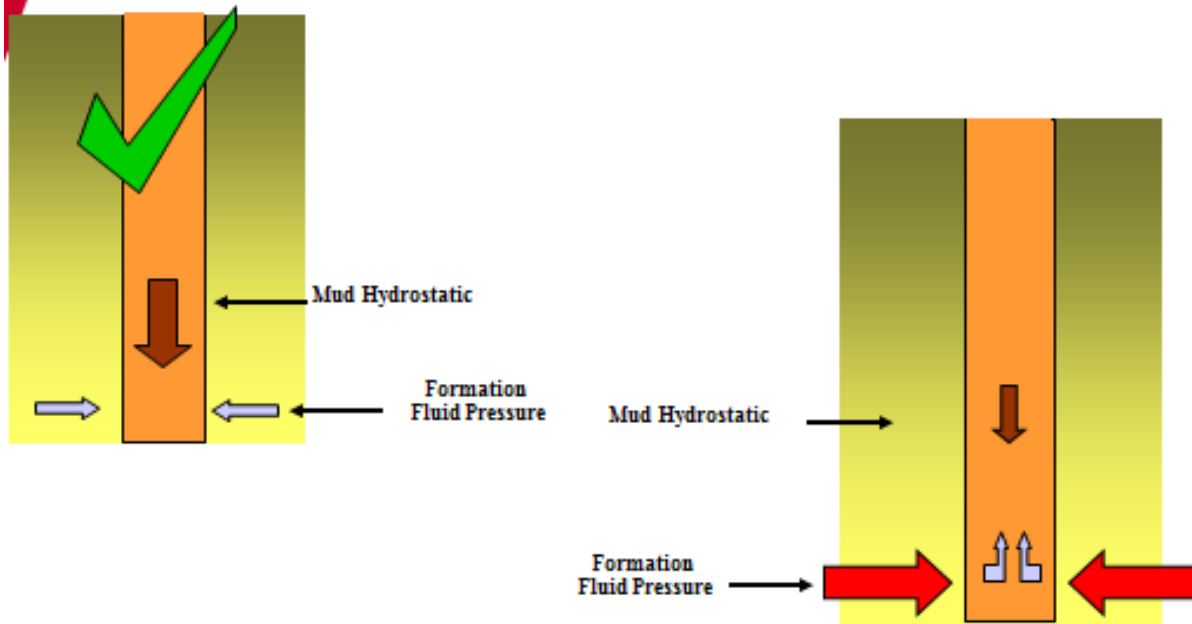 Mud Hydrostatic
Formation
Fluid Pressure
Mud Hydrostatic
Formation
Fluid Pressure